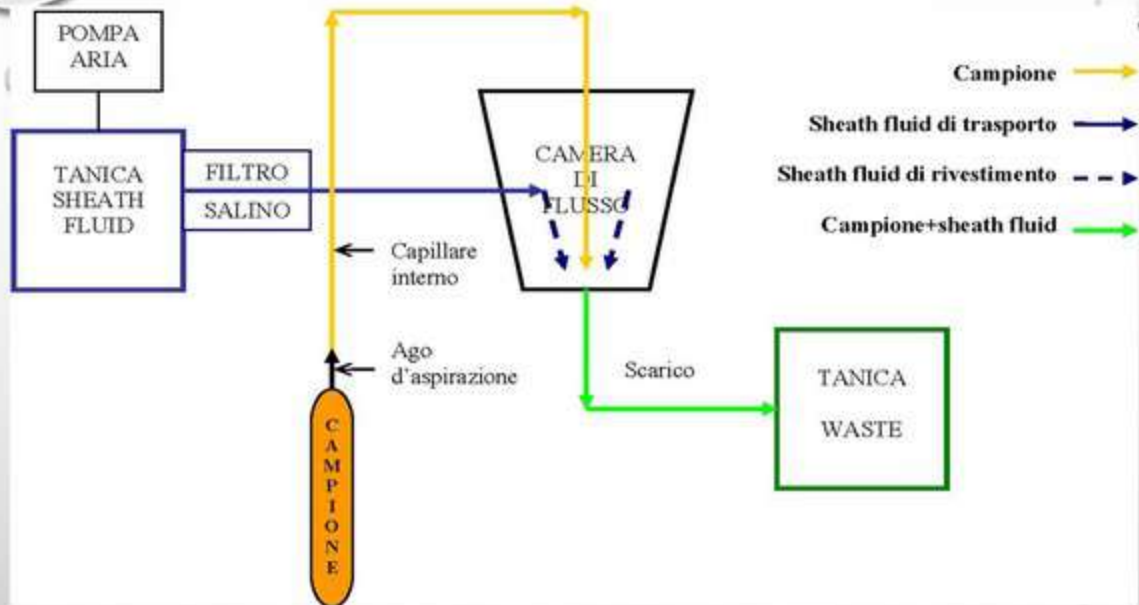 POMPA
ARIA
TANICA
SHEATH
FLUID
FILTRO
SALINO
CAMERA
DI
FLUSSO
Capillare
interno
Ago
d'aspirazione
CAMPIONE
Scarico
TANICA
WASTE
Campione
Sheath fluid di trasporto
Sheath fluid di rivestimento
Campione+sheath fluid